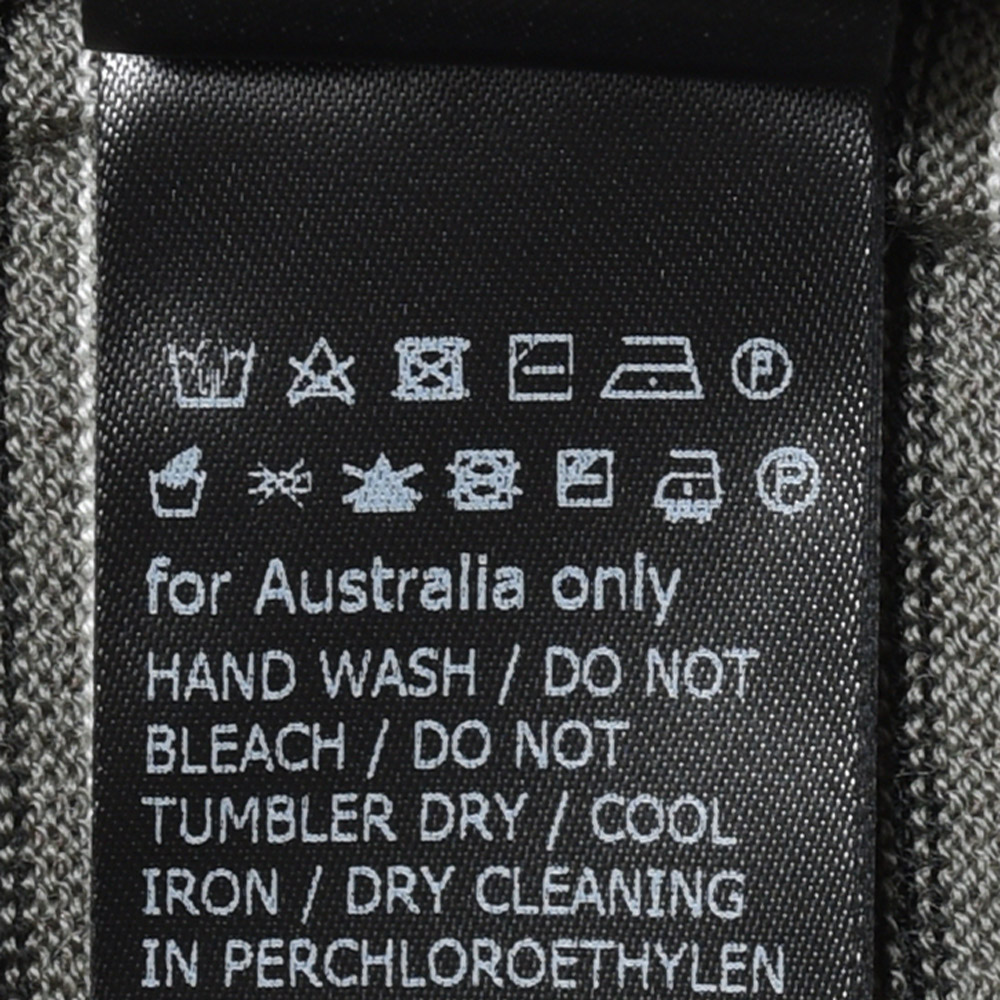 P
P
for Australia only
HAND WASH / DO NOT
BLEACH / DO NOT
TUMBLER DRY / COOL
IRON / DRY CLEANING
IN PERCHLOROETHYLEN